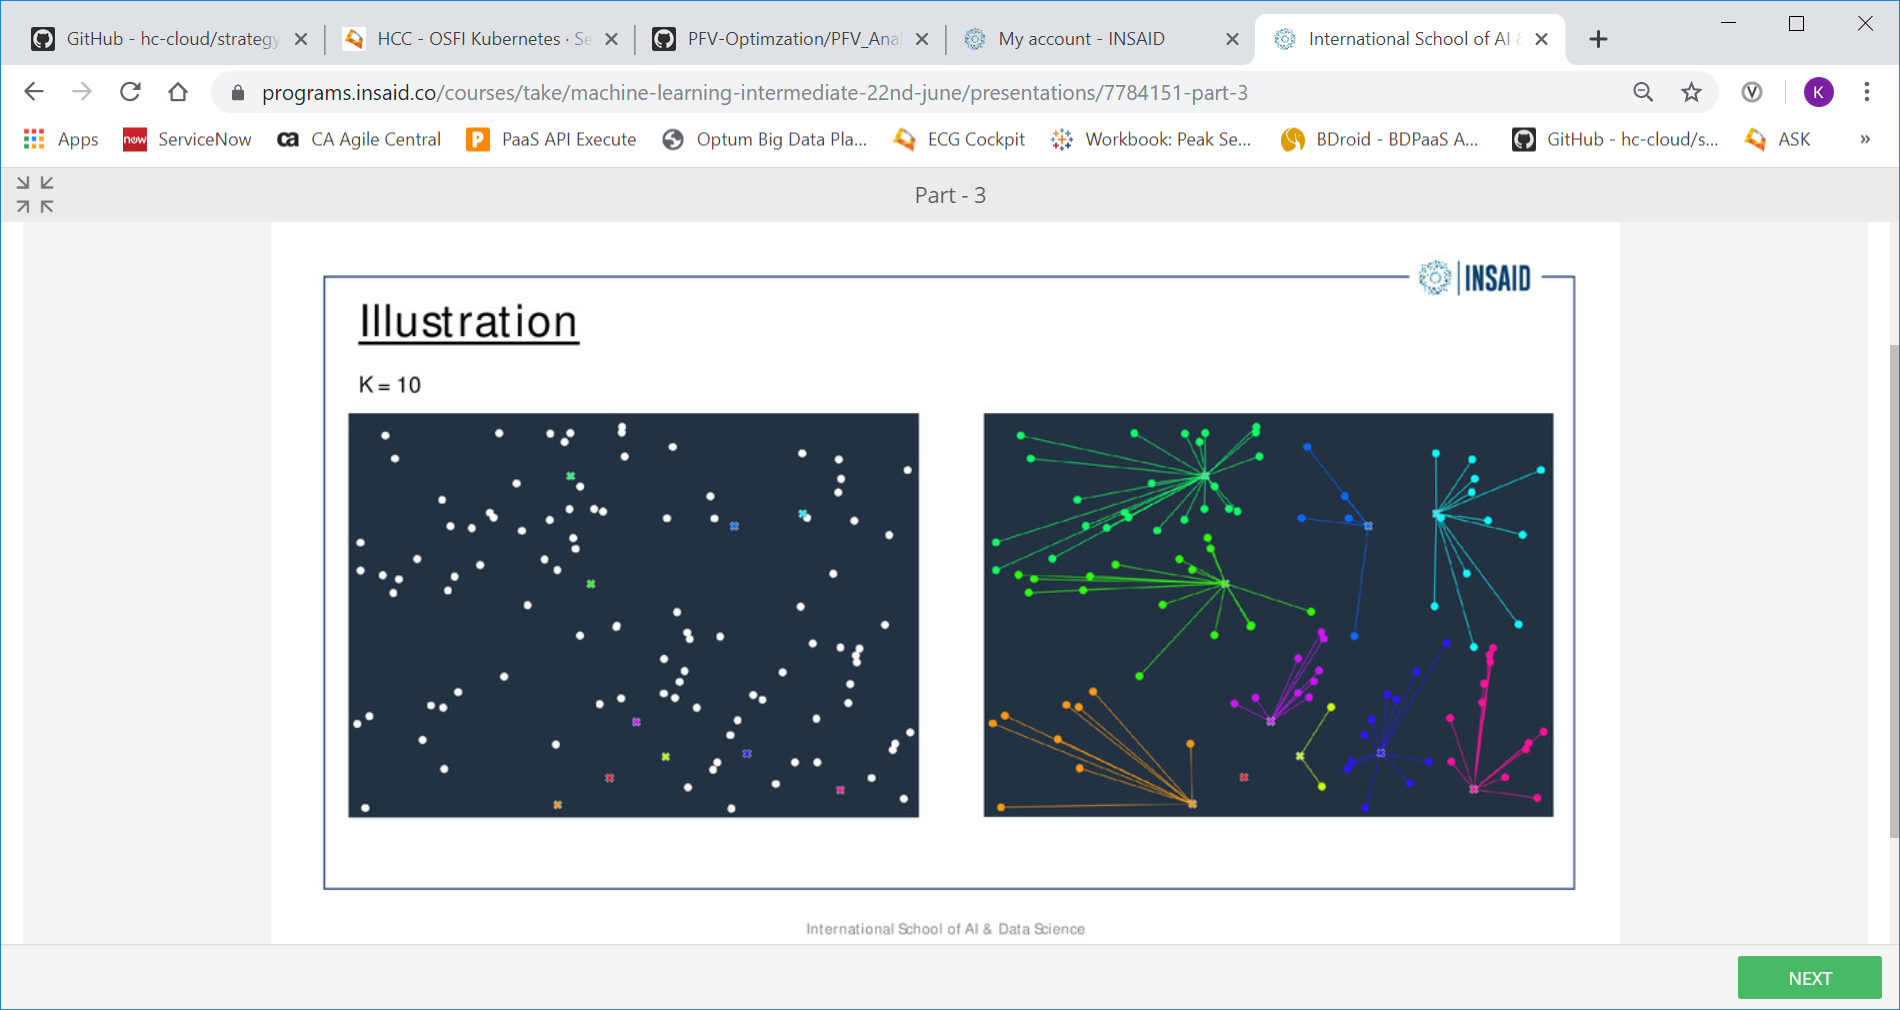 GitHub - hc-cloud/strategy
HCC - OSFI Kubernetes · Se
PFV-Optimzation/PFV_Anal
My account - INSAID
International School of AI &
programs.insaid.co/courses/take/machine-learning-intermediate-22nd-june/presentations/7784151-part-3
K
Apps
now
ServiceNow
ca
CA Agile Central
P
PaaS API Execute
Optum Big Data Pla...
ECG Cockpit
Workbook: Peak Se...
BDroid - BDPaaS A...
GitHub - hc-cloud/s...
ASK
»
Part - 3
INSAID
Illustration
K = 10
International School of AI & Data Science
NEXT